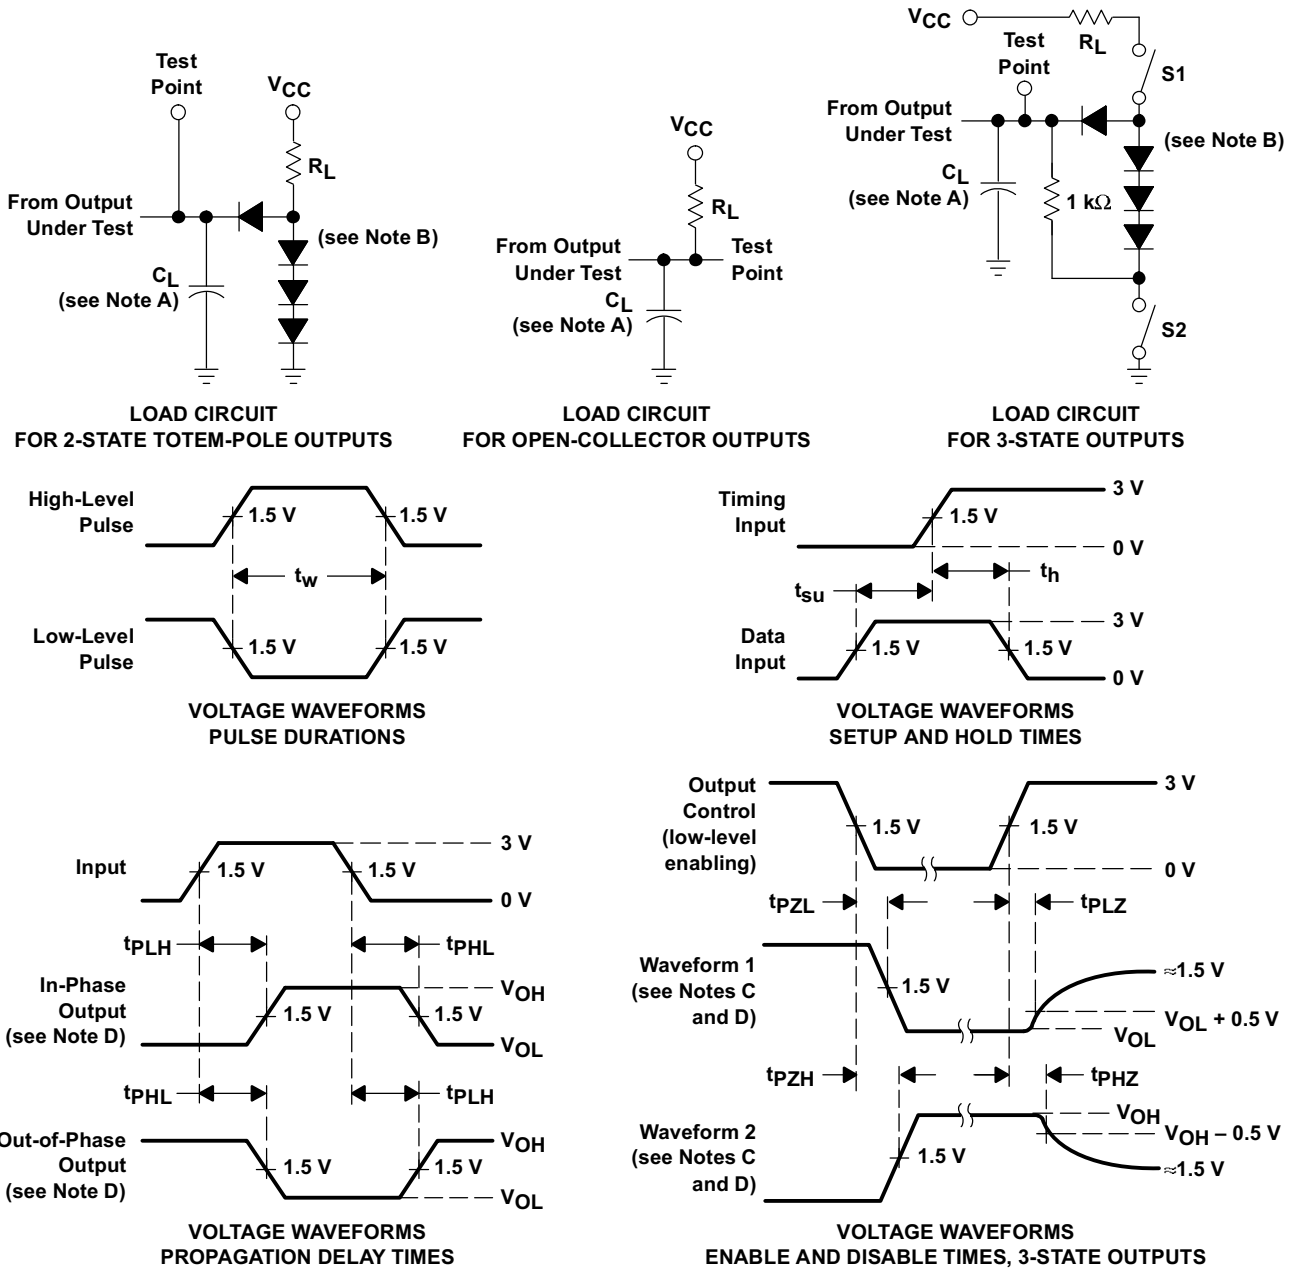 Test
Point
VCC
RL
From Output
Under Test
(see Note B)
CL
(see Note A)
LOAD CIRCUIT
FOR 2-STATE TOTEM-POLE OUTPUTS
VCC
RL
From Output
Under Test
Test
Point
CL
(see Note A)
LOAD CIRCUIT
FOR OPEN-COLLECTOR OUTPUTS
VCC
RL
Test
Point
S1
From Output
Under Test
(see Note B)
CL
(see Note A)
1 kΩ
S2
LOAD CIRCUIT
FOR 3-STATE OUTPUTS
High-Level
Pulse
1.5 V
1.5 V
tw
Low-Level
Pulse
1.5 V
1.5 V
VOLTAGE WAVEFORMS
PULSE DURATIONS
Timing
Input
3 V
1.5 V
0 V
th
tsu
Data
Input
3 V
1.5 V
1.5 V
0 V
VOLTAGE WAVEFORMS
SETUP AND HOLD TIMES
Input
3 V
1.5 V
1.5 V
0 V
tPLH
tPHL
In-Phase
Output
(see Note D)
VOH
1.5 V
1.5 V
VOL
tPHL
tPLH
Out-of-Phase
Output
(see Note D)
VOH
1.5 V
1.5 V
VOL
VOLTAGE WAVEFORMS
PROPAGATION DELAY TIMES
Output
Control
(low-level
enabling)
3 V
1.5 V
1.5 V
0 V
tPZL
tPLZ
Waveform 1
(see Notes C
and D)
1.5 V
≈1.5 V
VOL + 0.5 V
VOL
tPZH
tPHZ
Waveform 2
(see Notes C
and D)
1.5 V
VOH
VOH – 0.5 V
≈1.5 V
VOLTAGE WAVEFORMS
ENABLE AND DISABLE TIMES, 3-STATE OUTPUTS